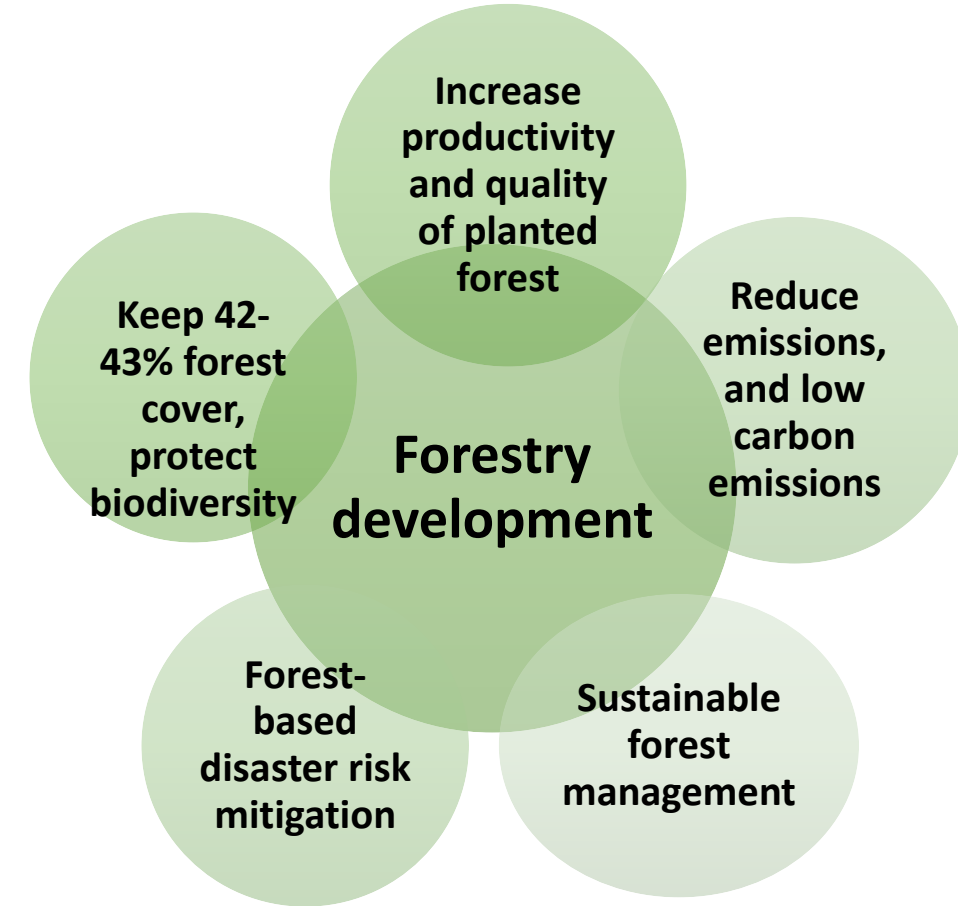 Increase
productivity
and quality
of planted
forest
Reduce
emissions,
and low
carbon
emissions
Sustainable
forest
management
Forest-
based
disaster risk
mitigation
Keep 42-
43% forest
cover,
protect
biodiversity
Forestry
development